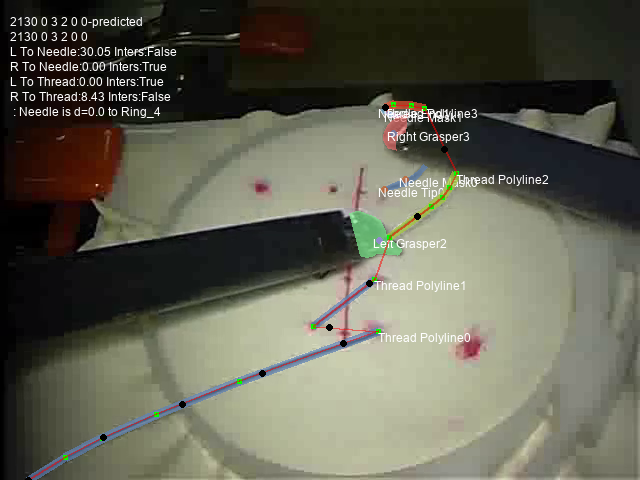 2130 0 3 2 0 0-predicted
2130 0 3 2 0 0
L To Needle:30.05 Inters:False
R To Needle:0.00 Inters:True
L To Thread:0.00 Inters:True
R To Thread:8.43 Inters:False
: Needle is d=0.0 to Ring_4
Polyline3
Needle Mask1
Right Grasper3
Thread Polyline2
Needle Mask0
Needle Tip0
Left Grasper2
Thread Polyline1
Thread Polyline0